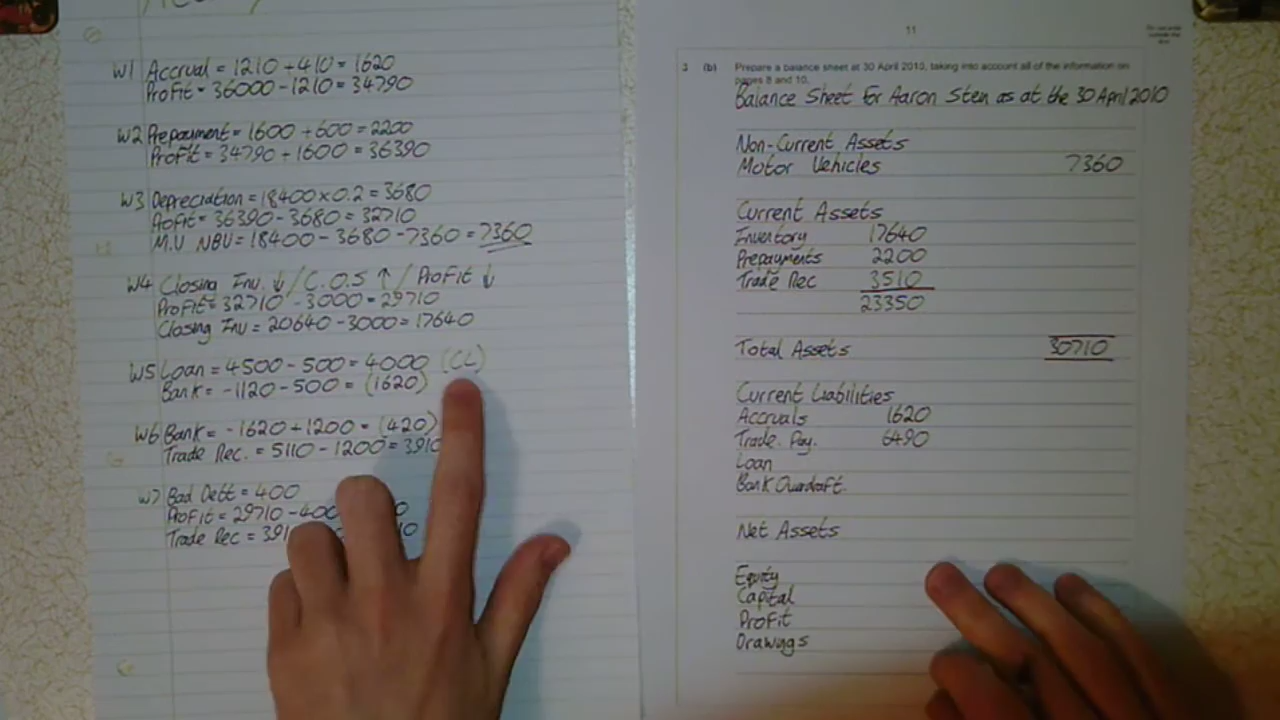 W1 Accrual = 1210 + 410 = 1620
Profit = 36000 - 1210 = 34790
W2 Prepayment = 1600 + 600 = 2200
Profit = 34790 + 1600 = 36390
W3 Depreciation = 18400 x 0.2 = 3680
Profit = 36390 - 3680 = 32710
M.V NBV = 18400 - 3680 - 7360 = 7360
W4 Closing Inv. ↓ / C.O.S ↑ / Profit ↓
Profit = 32710 - 3000 = 29710
Closing Inv = 20640 - 3000 = 17640
W5 Loan = 4500 - 500 = 4000 (CL)
Bank = -1120 - 500 = (1620)
W6 Bank = -1620 + 1200 = (420)
Trade Rec. = 5110 - 1200 = 3910
W7 Bad Debt = 400
Profit = 29710 - 400
Trade Rec = 391
11
3 (b) Prepare a balance sheet at 30 April 2010, taking into account all of the information on
pages 8 and 10.
Balance Sheet for Aaron Sten as at the 30 April 2010
Non-Current Assets
Motor Vehicles 7360
Current Assets
Inventory 17640
Prepayments 2200
Trade Rec 3510
23350
Total Assets 30710
Current Liabilities
Accruals 1620
Trade. Pay. 6490
Loan
Bank Overdraft.
Net Assets
Equity
Capital
Profit
Drawings